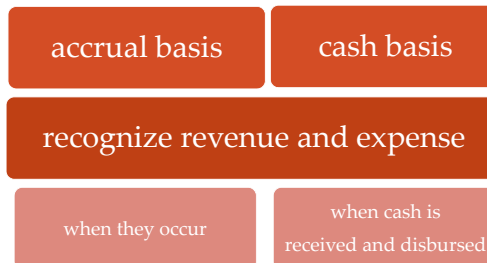 accrual basis
cash basis
recognize revenue and expense
when they occur
when cash is
received and disbursed